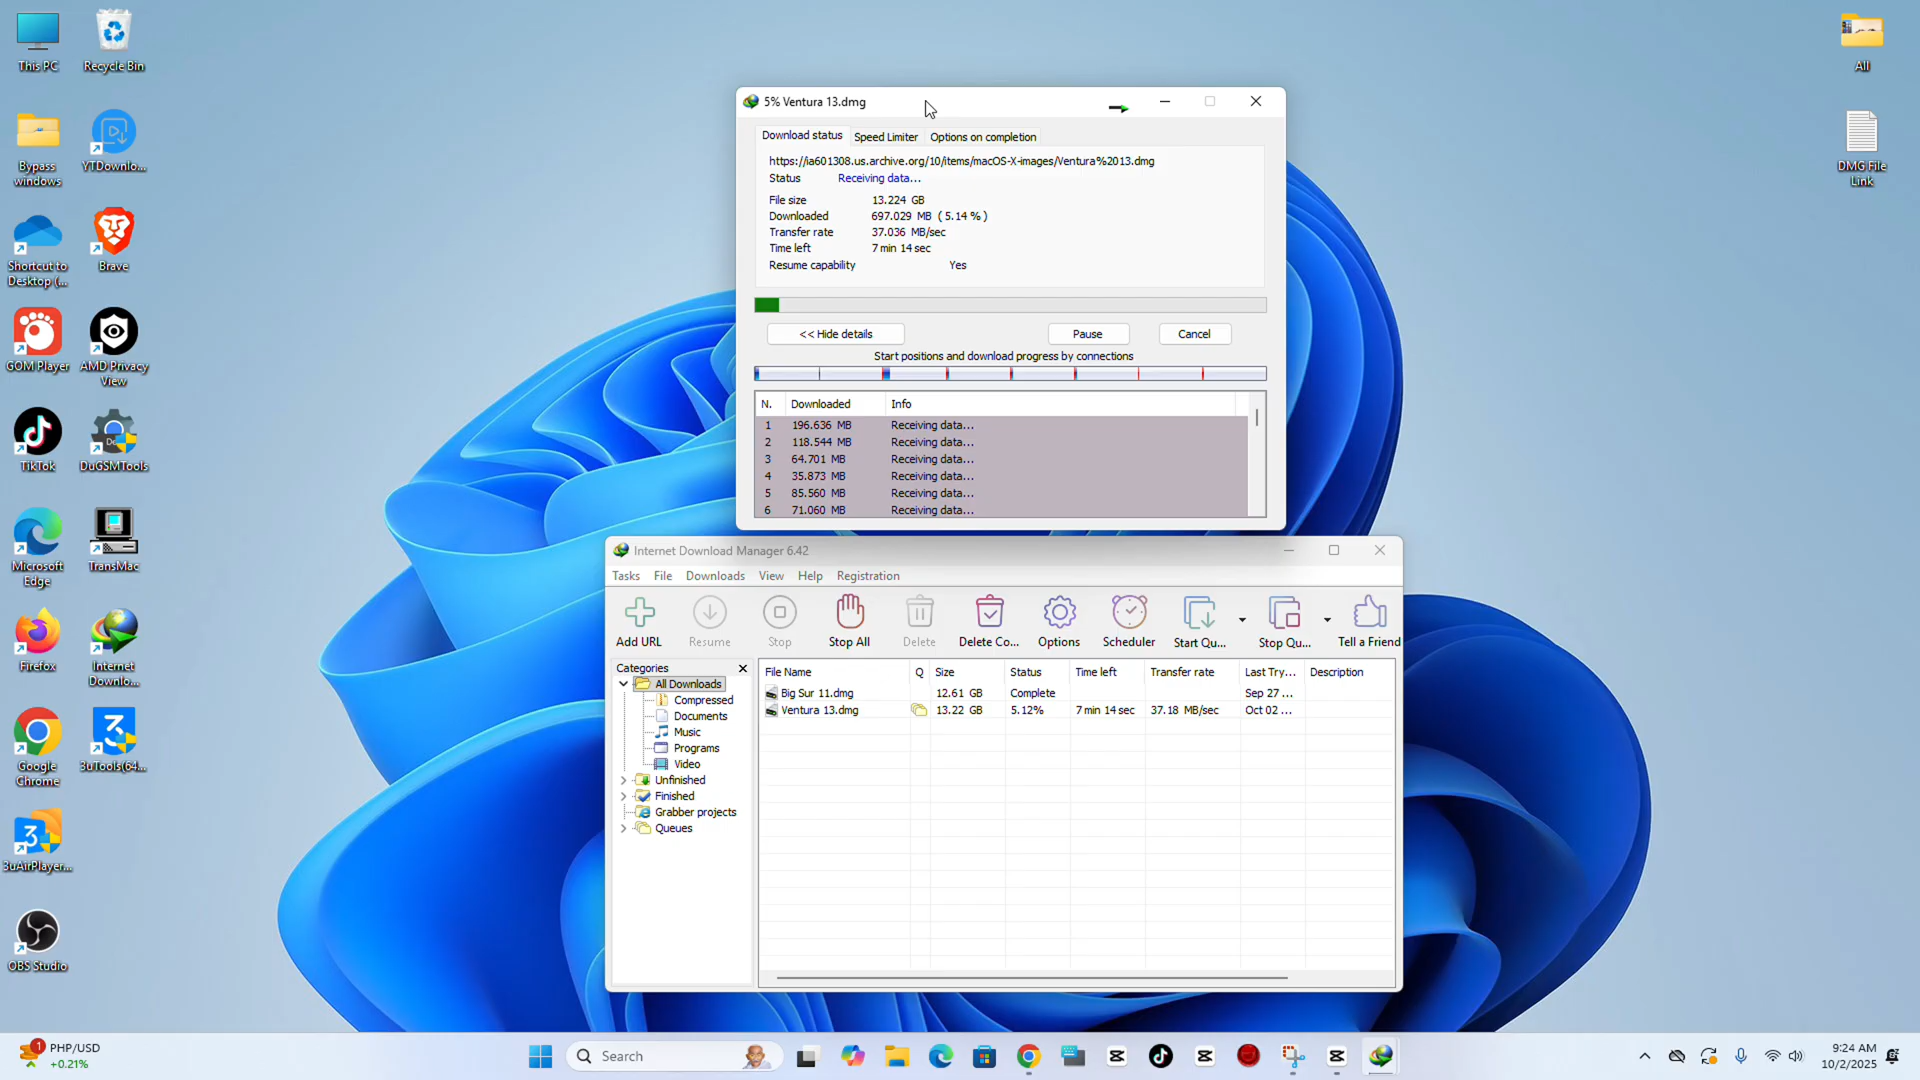 This PC
Recycle Bin
Bypass
windows
YTDownlo...
Shortcut to
Desktop (...
Brave
GOM Player
AMD Privacy
View
TikTok
DuGSMTools
Microsoft
Edge
TransMac
Firefox
Internet
Downlo...
Google
Chrome
3uTools(64...
3uAirPlayer...
OBS Studio
All
DMG File
Link
5% Ventura 13.dmg
Download status
Speed Limiter
Options on completion
https://ia601308.us.archive.org/10/items/macOS-X-images/Ventura%2013.dmg
Status Receiving data...
File size 13.224 GB
Downloaded 697.029 MB ( 5.14 % )
Transfer rate 37.036 MB/sec
Time left 7 min 14 sec
Resume capability Yes
<< Hide details
Pause
Cancel
Start positions and download progress by connections
N. Downloaded Info
1 196.636 MB Receiving data...
2 118.544 MB Receiving data...
3 64.701 MB Receiving data...
4 35.873 MB Receiving data...
5 85.560 MB Receiving data...
6 71.060 MB Receiving data...
Internet Download Manager 6.42
Tasks File Downloads View Help Registration
Add URL
Resume
Stop
Stop All
Delete
Delete Co...
Options
Scheduler
Start Qu...
Stop Qu...
Tell a Friend
Categories
All Downloads
Compressed
Documents
Music
Programs
Video
Unfinished
Finished
Grabber projects
Queues
File Name Q Size Status Time left Transfer rate Last Try... Description
Big Sur 11.dmg 12.61 GB Complete Sep 27 ...
Ventura 13.dmg 13.22 GB 5.12% 7 min 14 sec 37.18 MB/sec Oct 02 ...
1
PHP/USD
+0.21%
Search
9:24 AM
10/2/2025